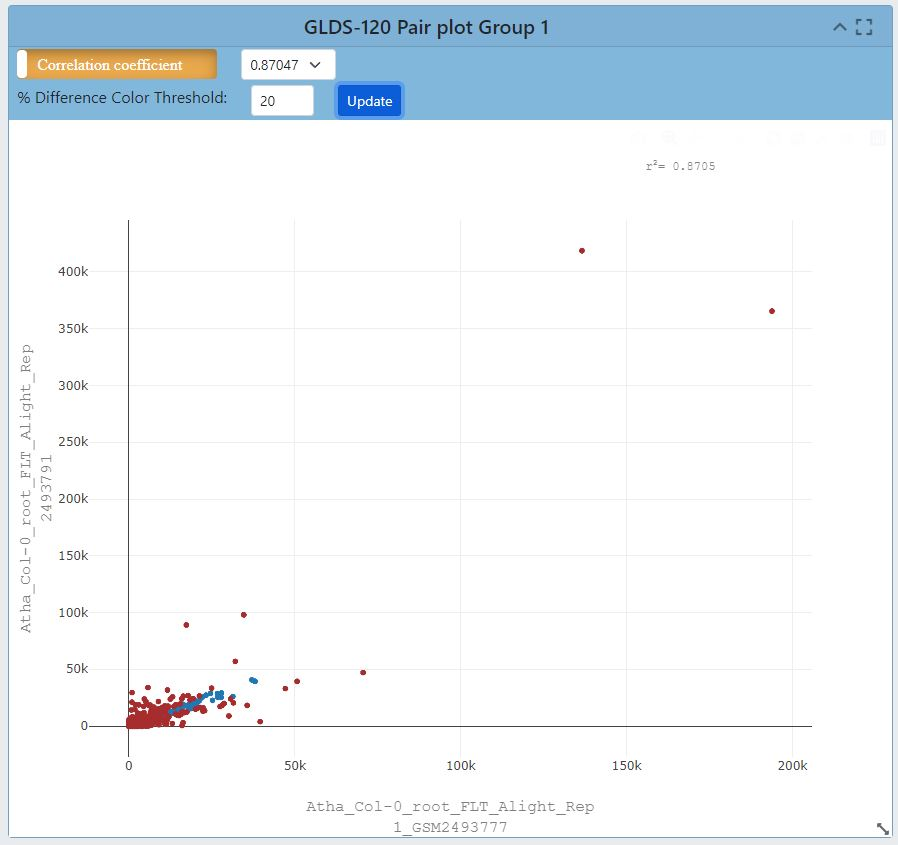 GLDS-120 Pair plot Group 1
Correlation coefficient
0.87047
% Difference Color Threshold:
20
Update
r²= 0.8705
400k
350k
300k
250k
200k
150k
100k
50k
0
Atha_Col-0_root_FLT_Alight_Rep
2493791
0
50k
100k
150k
200k
Atha_Col-0_root_FLT_Alight_Rep
1_GSM2493777